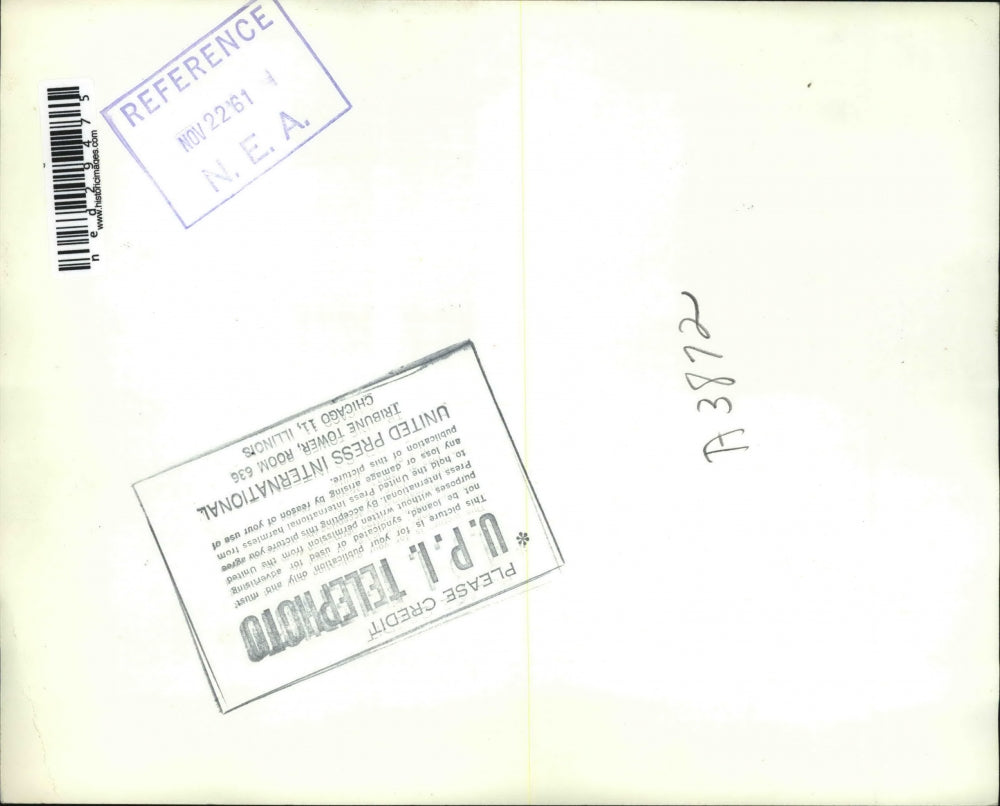 REFERENCE
NOV 22 '61
N. E. A.
ned29475
www.historicimages.com
A3872
PLEASE CREDIT
U.P.I. TELEPHOTO
This picture is for your publication only and must
not be loaned, syndicated or used for advertising
purposes without written permission from the United
Press International. By accepting this picture you agree
to hold the United Press International harmless from
any loss or damage arising by reason of your use of
publication of this picture.
UNITED PRESS INTERNATIONAL
TRIBUNE TOWER, ROOM 636
CHICAGO 11, ILLINOIS